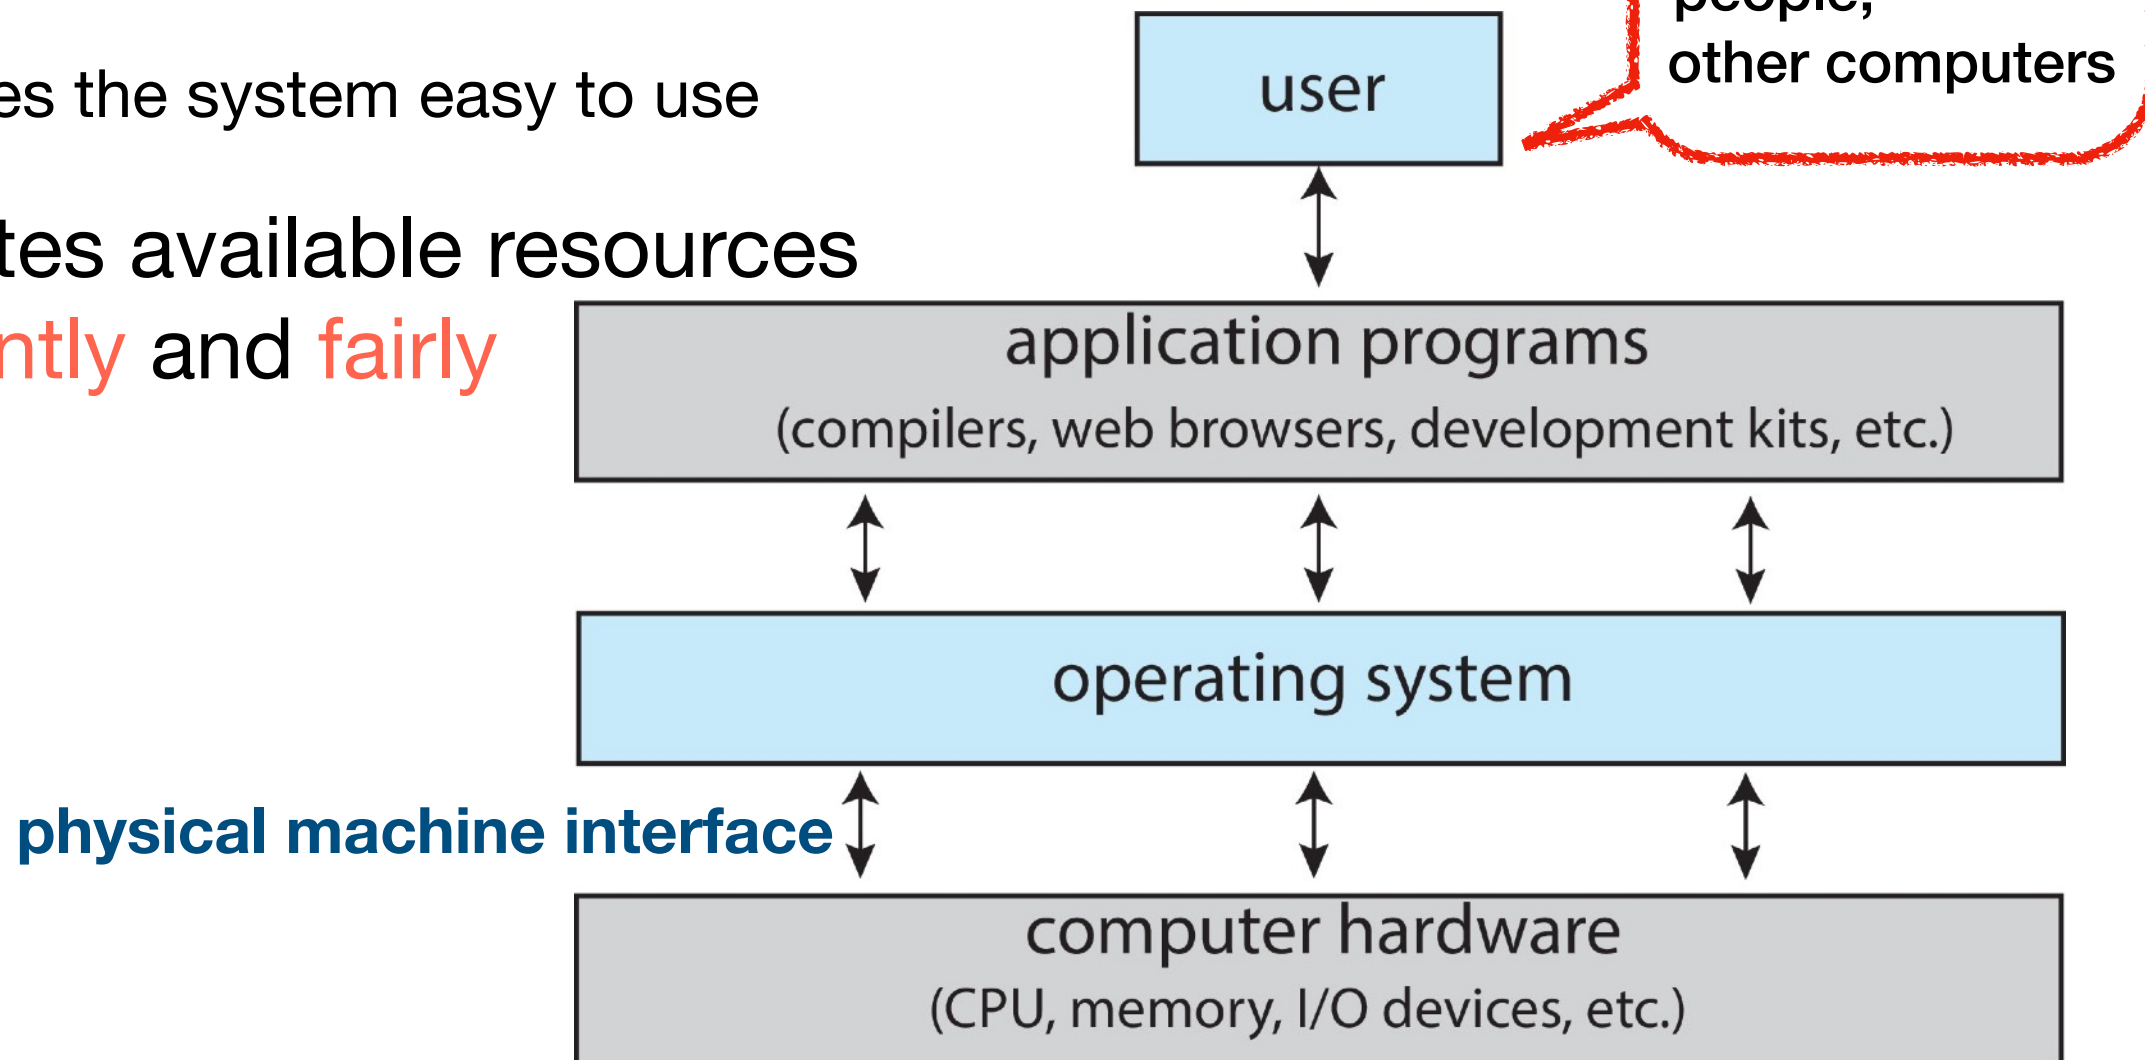 people,
other computers
user
es the system easy to use
tes available resources
ntly and fairly
application programs
(compilers, web browsers, development kits, etc.)
operating system
physical machine interface
computer hardware
(CPU, memory, I/O devices, etc.)